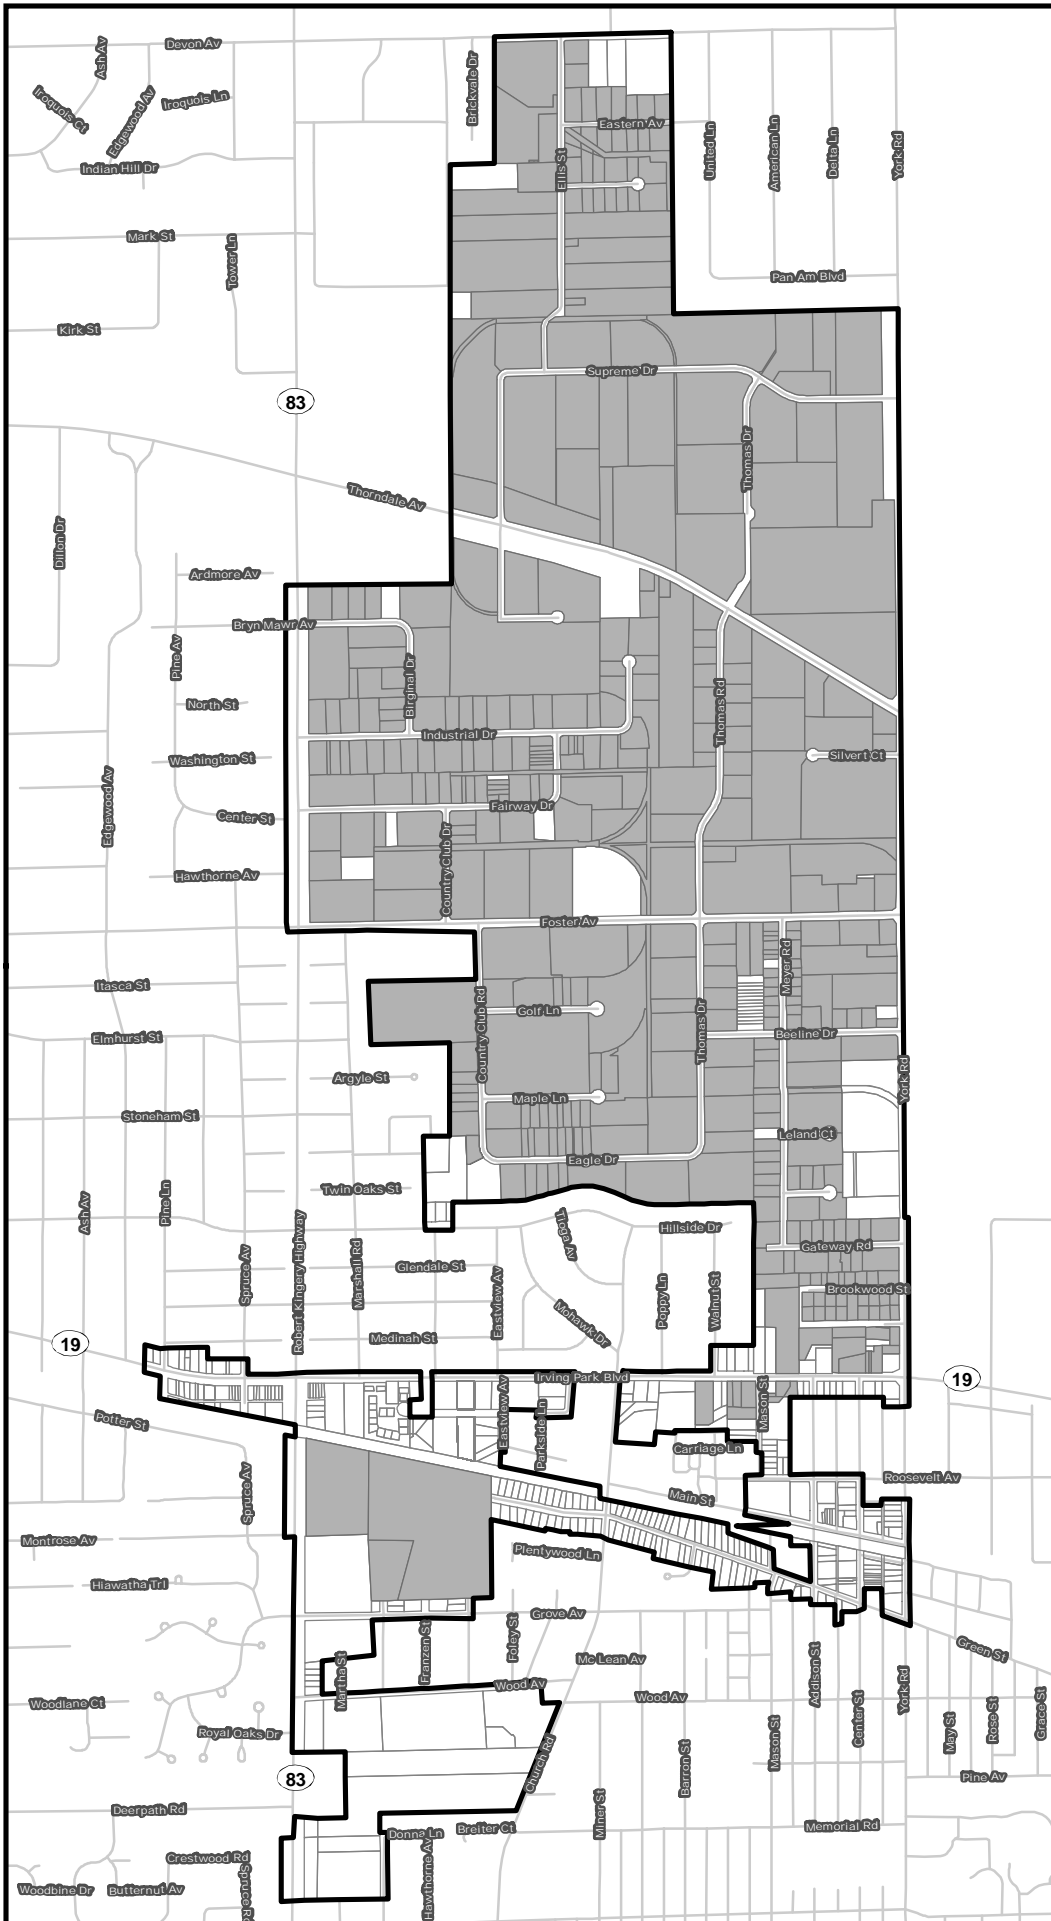 Devon Av
Ash Av
Brickvale Dr
Iroquois Ct
Edgewood Av
Iroquois Ln
Eastern Av
United Ln
American Ln
Delta Ln
York Rd
Ellis St
Indian Hill Dr
Mark St
Tower Ln
Pan Am Blvd
Kirk St
Supreme Dr
83
Thomas Dr
Thorndale Av
Dillon Dr
Ardmore Av
Bryn Mawr Av
Pine Av
Birginal Dr
North St
Thomas Rd
Industrial Dr
Washington St
Silvert Ct
Edgewood Av
Fairway Dr
Center St
Country Club Dr
Hawthorne Av
Foster Av
Meyer Rd
Itasca St
Country Club Rd
Golf Ln
Thomas Dr
Beeline Dr
Elmhurst St
Argyle St
York Rd
Maple Ln
Stoneham St
Leland Ct
Eagle Dr
Twin Oaks St
Ash Av
Pine Ln
Tioga Av
Hillside Dr
Gateway Rd
Spruce Av
Robert Kingery Highway
Marshall Rd
Glendale St
Eastview Av
Poppy Ln
Walnut St
Brookwood St
Mohawk Dr
Medinah St
19
Irving Park Blvd
19
Mason St
Potter St
Eastview Av
Parkside Ln
Carriage Ln
Roosevelt Av
Spruce Av
Main St
Montrose Av
Plentywood Ln
Hiawatha Trl
Grove Av
Foley St
Franzen St
Green St
Mc Lean Av
Martha St
Addison St
York Rd
Wood Av
Wood Av
Woodlane Ct
Center St
Rose St
Grace St
May St
Royal Oaks Dr
Mason St
Church Rd
Barron St
83
Pine Av
Deerpath Rd
Miner St
Donna Ln
Breiter Ct
Memorial Rd
Crestwood Rd
Hawthorne Av
Woodbine Dr
Butternut Av
Spruce Rd